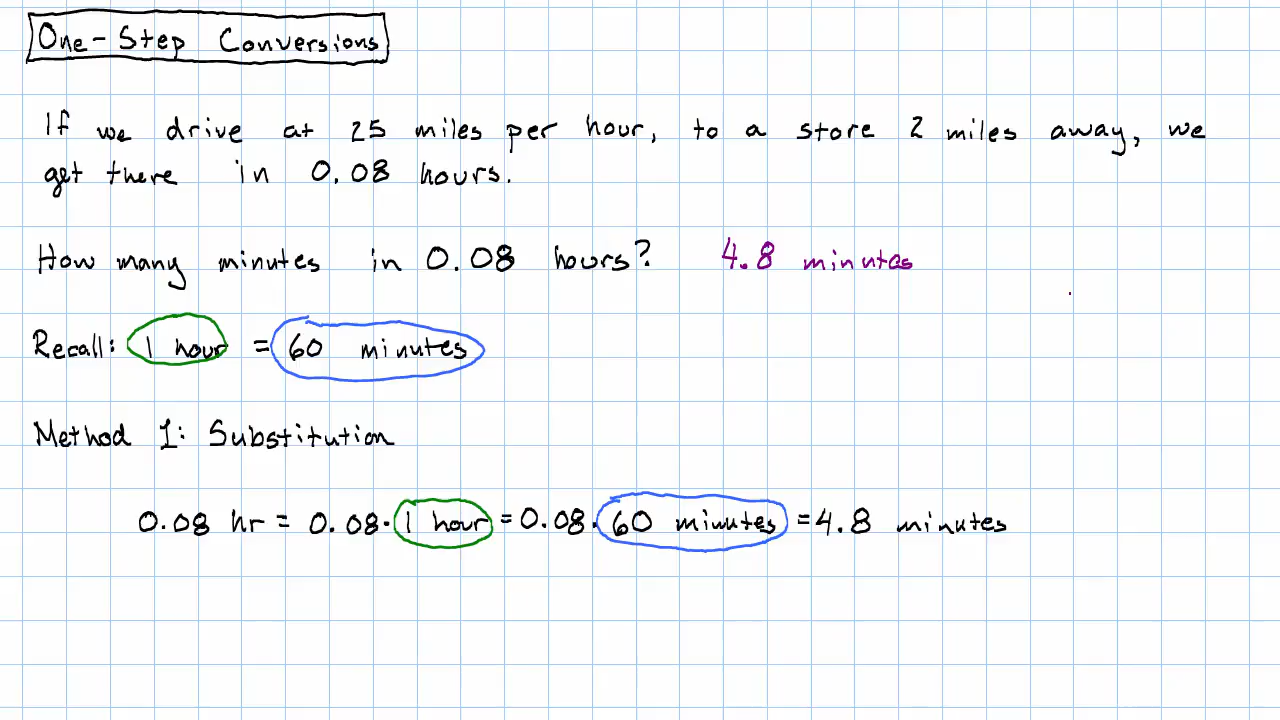 One-Step Conversions
If we drive at 25 miles per hour, to a store 2 miles away, we
get there in 0.08 hours.
How many minutes in 0.08 hours? 4.8 minutes
Recall: 1 hour = 60 minutes
Method 1: Substitution
0.08 hr = 0.08 · 1 hour = 0.08 · 60 minutes = 4.8 minutes